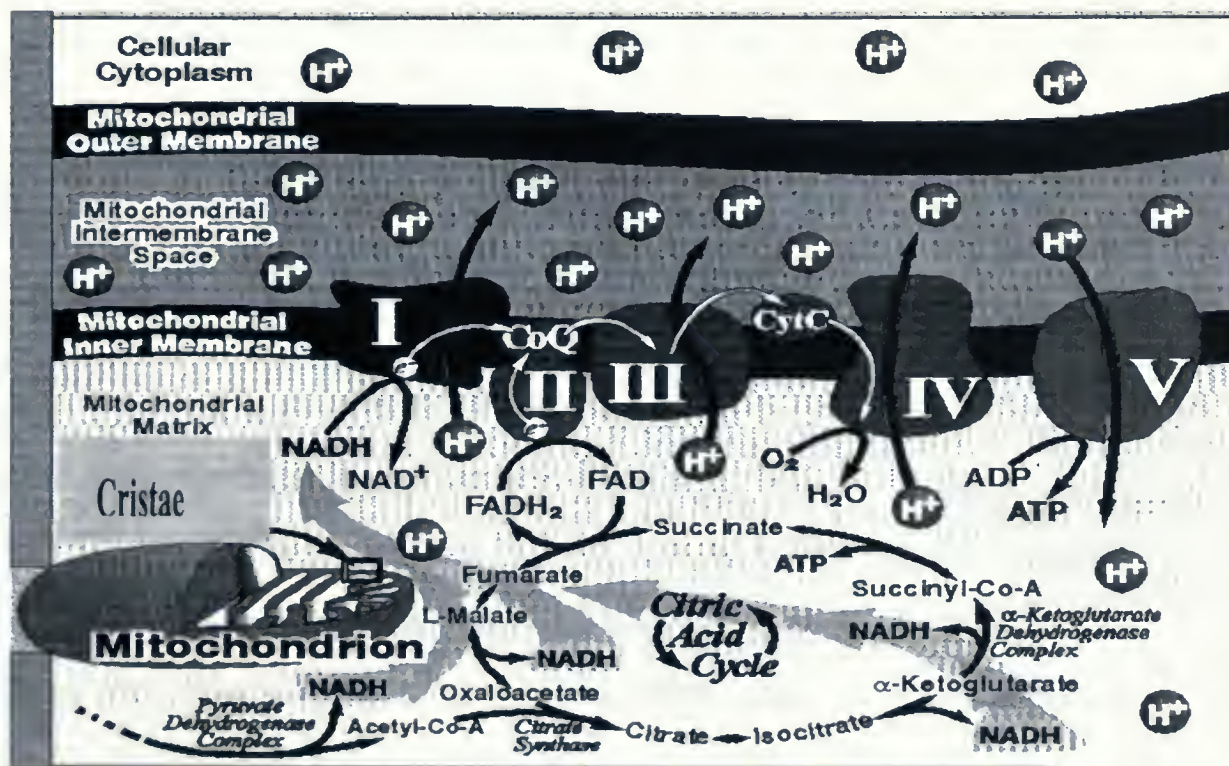 Cellular
Cytoplasm
H+
H+
H+
H+
Mitochondrial
Outer Membrane
H+
H+
H+
H+
H+
H+
H+
H+
H+
Mitochondrial
Intermembrane
Space
H+
H+
H+
H+
Mitochondrial
Inner Membrane
I
CoQ
II
III
CytC
IV
V
Mitochondrial
Matrix
NADH
NAD+
H+
FADH2
FAD
H+
O2
H2O
H+
ADP
ATP
Cristae
H+
Succinate
ATP
H+
Fumarate
Succinyl-Co-A
L-Malate
Citric
Acid
Cycle
NADH
α-Ketoglutarate
Dehydrogenase
Complex
Mitochondrion
NADH
NADH
Oxaloacetate
α-Ketoglutarate
Pyruvate
Dehydrogenase
Complex
Acetyl-Co-A
Citrate
Synthase
Citrate
Isocitrate
NADH
H+